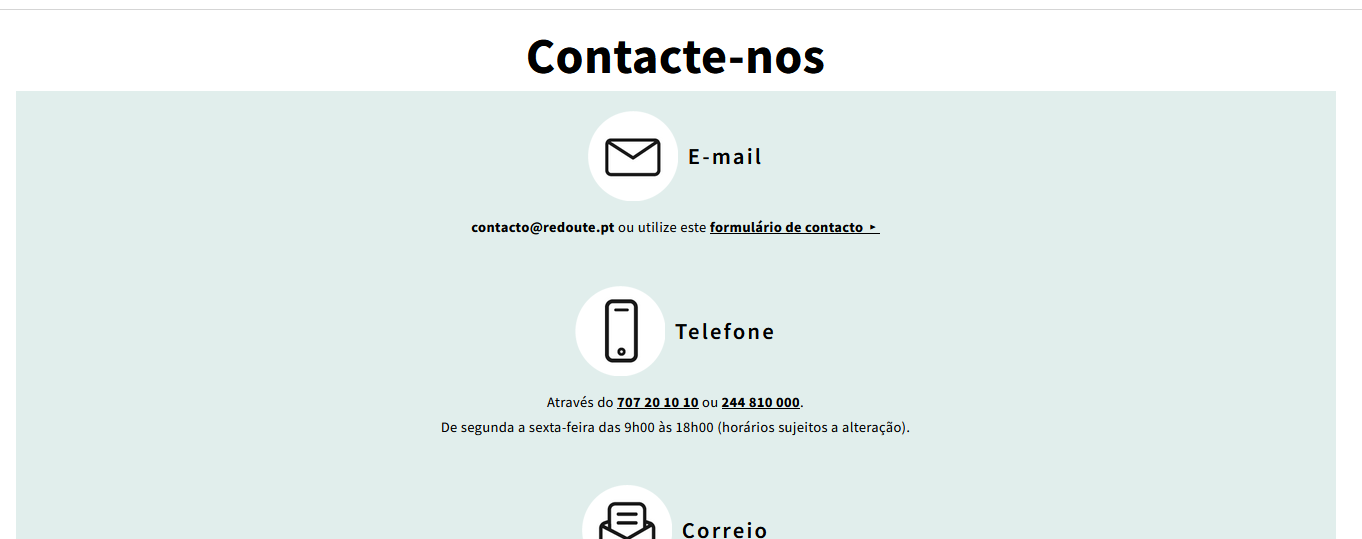 Contacte-nos
E-mail
contacto@redoute.pt ou utilize este formulário de contacto ▸
Telefone
Através do 707 20 10 10 ou 244 810 000.
De segunda a sexta-feira das 9h00 às 18h00 (horários sujeitos a alteração).
Correio